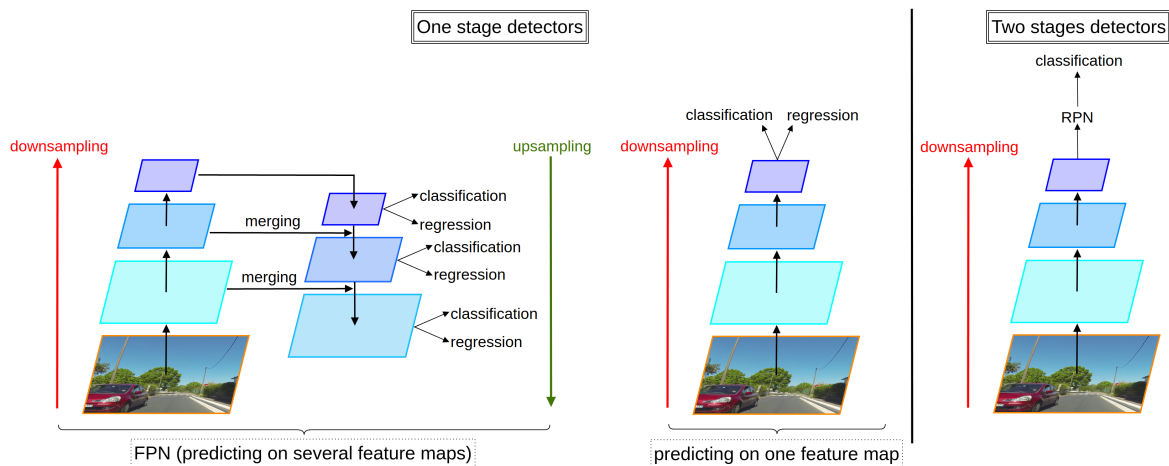 One stage detectors
Two stages detectors
downsampling
upsampling
merging
merging
classification
regression
classification
regression
classification
regression
FPN (predicting on several feature maps)
classification
regression
downsampling
predicting on one feature map
classification
RPN
downsampling